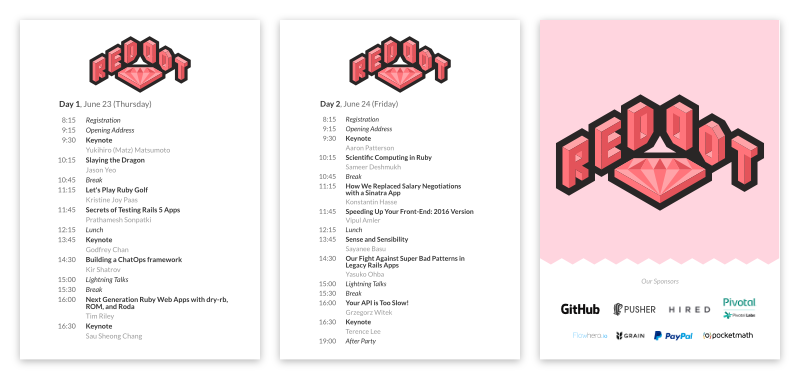 REDDOT
Day 1, June 23 (Thursday)
8:15 Registration
9:15 Opening Address
9:30 Keynote
Yukihiro (Matz) Matsumoto
10:15 Slaying the Dragon
Jason Yeo
10:45 Break
11:15 Let's Play Ruby Golf
Kristine Joy Paas
11:45 Secrets of Testing Rails 5 Apps
Prathamesh Sonpatki
12:15 Lunch
13:45 Keynote
Godfrey Chan
14:30 Building a ChatOps framework
Kir Shatrov
15:00 Lightning Talks
15:30 Break
16:00 Next Generation Ruby Web Apps with dry-rb,
ROM, and Roda
Tim Riley
16:30 Keynote
Sau Sheong Chang
REDDOT
Day 2, June 24 (Friday)
8:15 Registration
9:15 Opening Address
9:30 Keynote
Aaron Patterson
10:15 Scientific Computing in Ruby
Sameer Deshmukh
10:45 Break
11:15 How We Replaced Salary Negotiations
with a Sinatra App
Konstantin Hasse
11:45 Speeding Up Your Front-End: 2016 Version
Vipul Amler
12:15 Lunch
13:45 Sense and Sensibility
Sayanee Basu
14:30 Our Fight Against Super Bad Patterns in
Legacy Rails Apps
Yasuko Ohba
15:00 Lightning Talks
15:30 Break
16:00 Your API is Too Slow!
Grzegorz Witek
16:30 Keynote
Terence Lee
19:00 After Party
REDDOT
Our Sponsors
GitHub PUSHER HIRED Pivotal
Pivotal Labs
Flowhero.io GRAIN PayPal pocketmath